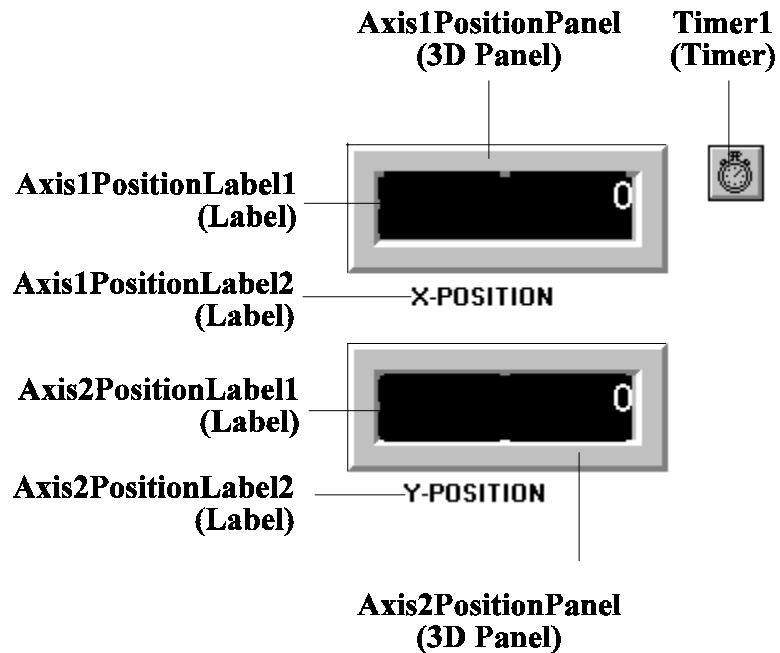 Axis1PositionPanel
(3D Panel)
Timer1
(Timer)
Axis1PositionLabel1
(Label)
0
Axis1PositionLabel2
(Label)
X-POSITION
Axis2PositionLabel1
(Label)
0
Axis2PositionLabel2
(Label)
Y-POSITION
Axis2PositionPanel
(3D Panel)